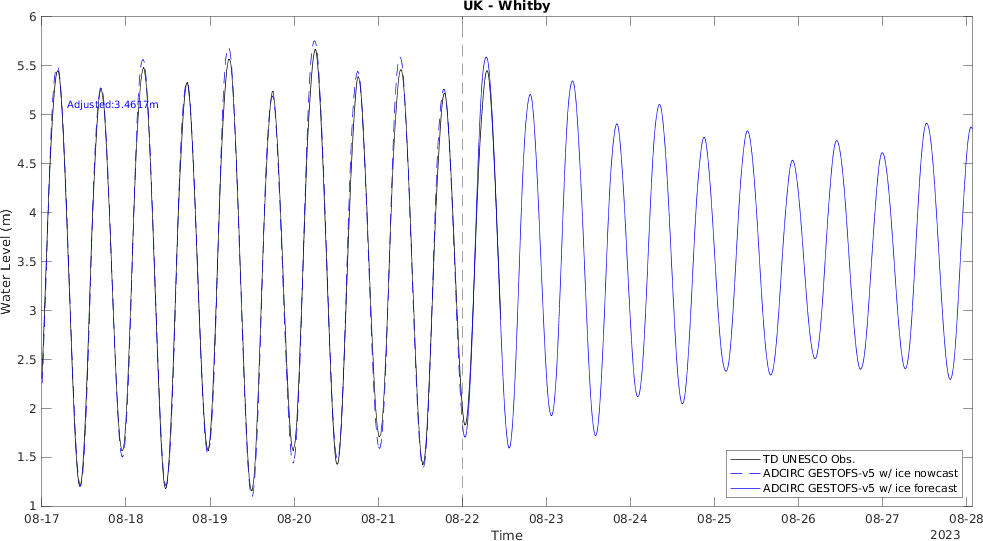 UK - Whitby
6
5.5
5
4.5
4
3.5
3
2.5
2
1.5
1
Water Level (m)
Adjusted:3.4617m
TD UNESCO Obs.
ADCIRC GESTOFS-v5 w/ ice nowcast
ADCIRC GESTOFS-v5 w/ ice forecast
08-17 08-18 08-19 08-20 08-21 08-22 08-23 08-24 08-25 08-26 08-27 08-28
Time
2023